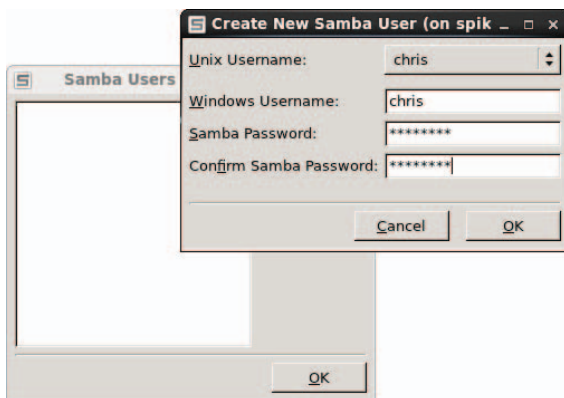 Create New Samba User (on spik
Unix Username:
chris
Samba Users
Windows Username:
chris
Samba Password:
********
Confirm Samba Password:
********
Cancel
OK
OK